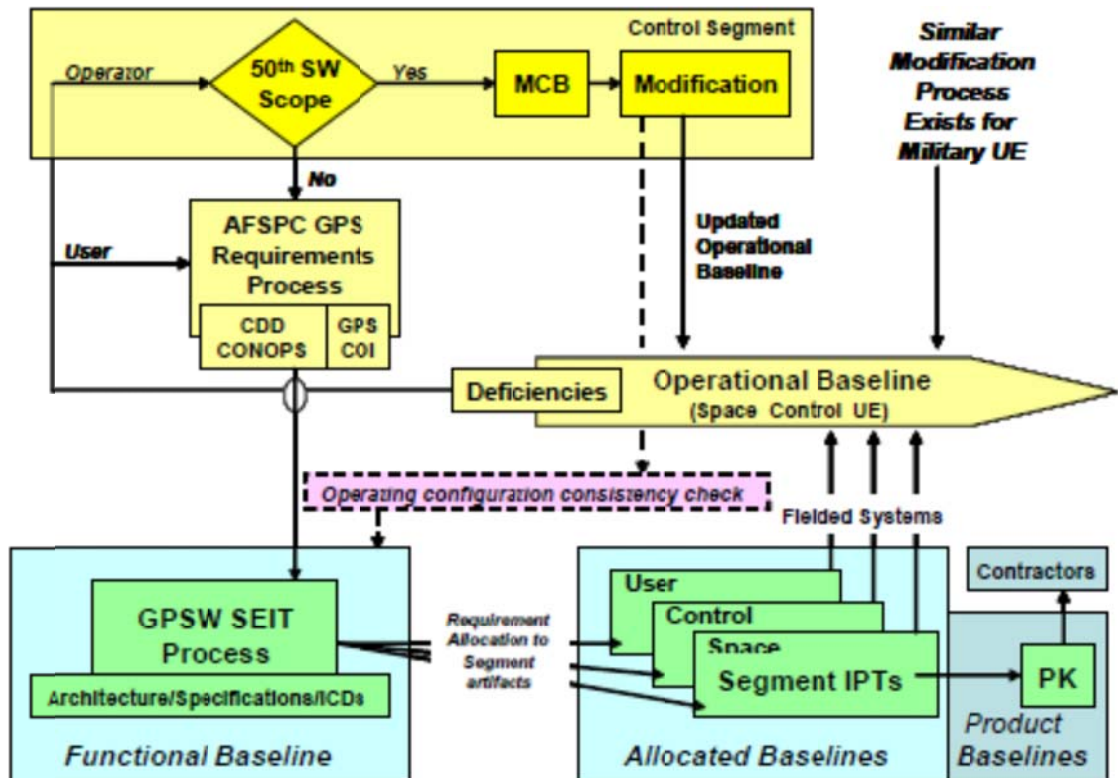 Control Segment
Operator
50th SW
Scope
Yes
MCB
Modification
Similar
Modification
Process
Exists for
Military UE
No
User
AFSPC GPS
Requirements
Process
CDD
CONOPS
GPS
COI
Updated
Operational
Baseline
Deficiencies
Operational Baseline
(Space Control UE)
Operating configuration consistency check
Fielded Systems
GPSW SEIT
Process
Architecture/Specifications/ICDs
Functional Baseline
Requirement
Allocation to
Segment
artifacts
User
Control
Space
Segment IPTs
Allocated Baselines
Contractors
PK
Product
Baselines